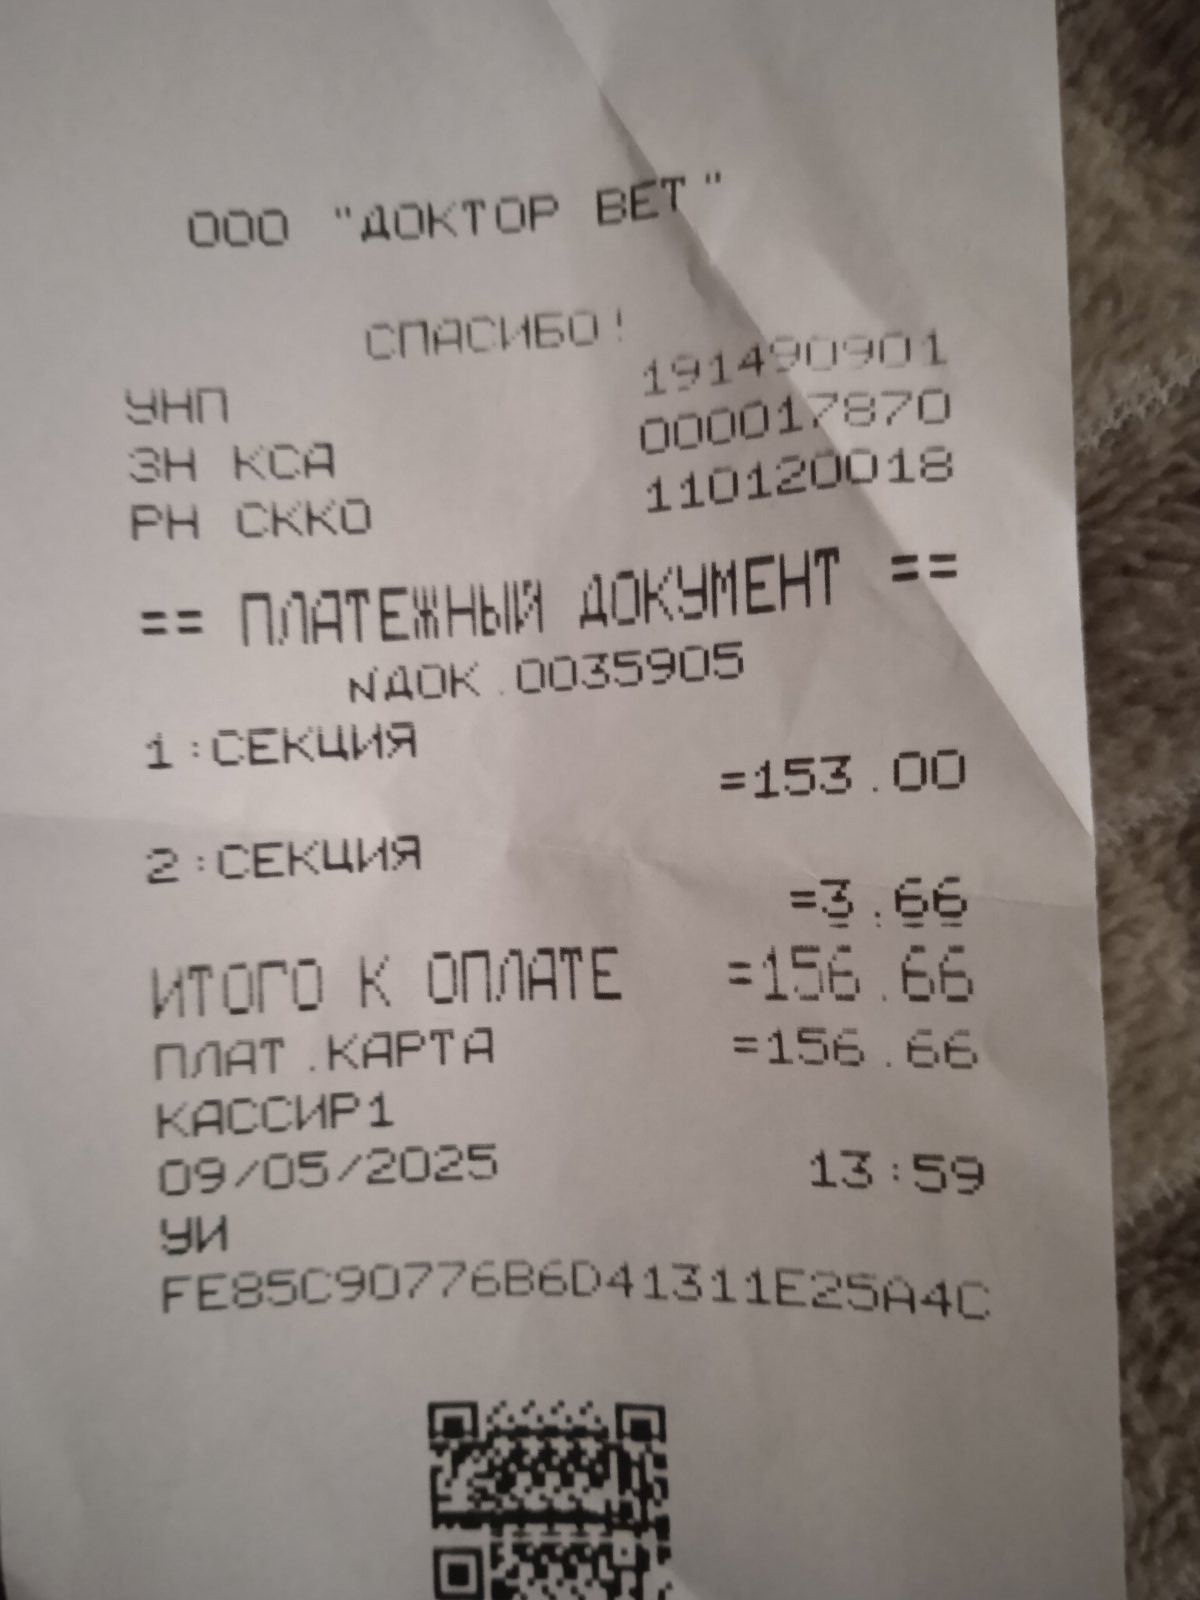 ООО "ДОКТОР ВЕТ"
СПАСИБО!
УНП 191490901
ЗН КСА 000017870
РН СККО 110120018
== ПЛАТЕЖНЫЙ ДОКУМЕНТ ==
NДОК.0035905
1:СЕКЦИЯ
=153.00
2:СЕКЦИЯ
=3.66
ИТОГО К ОПЛАТЕ =156.66
ПЛАТ.КАРТА =156.66
КАССИР1
09/05/2025 13:59
УИ
FE85C90776B6D41311E25A4C